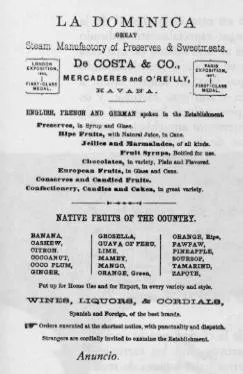 LA DOMINICA
GREAT
Steam Manufactory of Preserves & Sweetmeats.
LONDON
EXPOSITION,
FIRST-CLASS
MEDAL.
De COSTA & CO.,
MERCADERES and O'REILLY,
HAVANA.
PARIS
EXPOSITION,
FIRST-CLASS
MEDAL.
ENGLISH, FRENCH AND GERMAN spoken in the Establishment.
Preserves, in Syrup and Glass.
Ripe Fruits, with Natural Juice, in Cans.
Jellies and Marmalades, of all kinds.
Fruit Syrups, Bottled for use.
Chocolates, in variety, Plain and Flavored.
European Fruits, in Glass and Cans.
Conserves and Candied Fruits.
Confectionery, Candies and Cakes, in great variety.
NATIVE FRUITS OF THE COUNTRY.
BANANA,
CASHEW,
CITRON.
COCOANUT,
COCO PLUM,
GINGER,
GROSELLA,
GUAVA OF PERU,
LIME,
MAMEY,
MANGO,
ORANGE, Green,
ORANGE, Ripe,
PAWPAW,
PINEAPPLE,
SOURSOP,
TAMARIND,
ZAPOTE,
Put up for Home Use and for Export, in every variety and style.
WINES, LIQUORS, & CORDIALS,
Spanish and Foreign, of the best brands.
☞ Orders executed at the shortest notice, with punctuality and dispatch.
Strangers are cordially invited to examine the Establishment.
Anuncio.